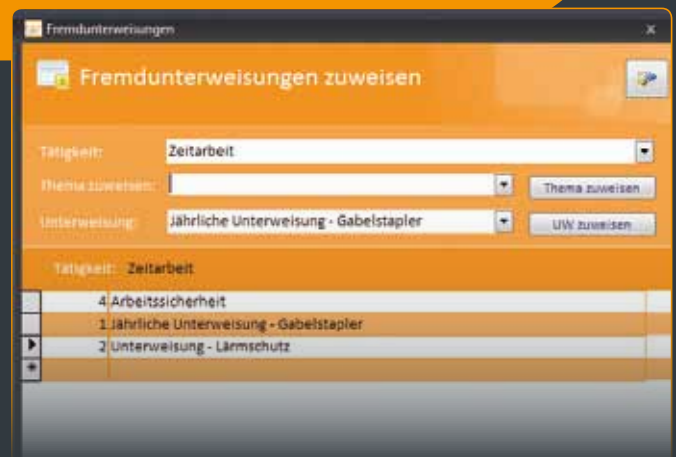 Fremdunterweisungen x
Fremdunterweisungen zuweisen
Tätigkeit: Zeitarbeit
Thema zuweisen: Thema zuweisen
Unterweisung: Jährliche Unterweisung - Gabelstapler UW zuweisen
Tätigkeit: Zeitarbeit
4 Arbeitssicherheit
1 Jährliche Unterweisung - Gabelstapler
2 Unterweisung - Lärmschutz